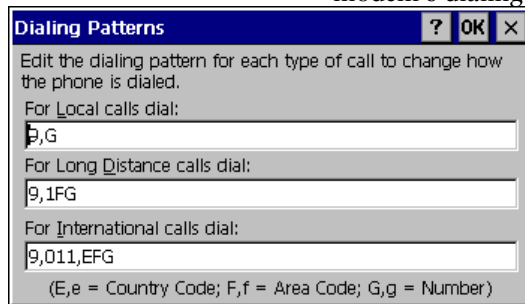 Dialing Patterns ? OK ×
Edit the dialing pattern for each type of call to change how
the phone is dialed.
For Local calls dial:
9,G
For Long Distance calls dial:
9,1FG
For International calls dial:
9,011,EFG
(E,e = Country Code; F,f = Area Code; G,g = Number)